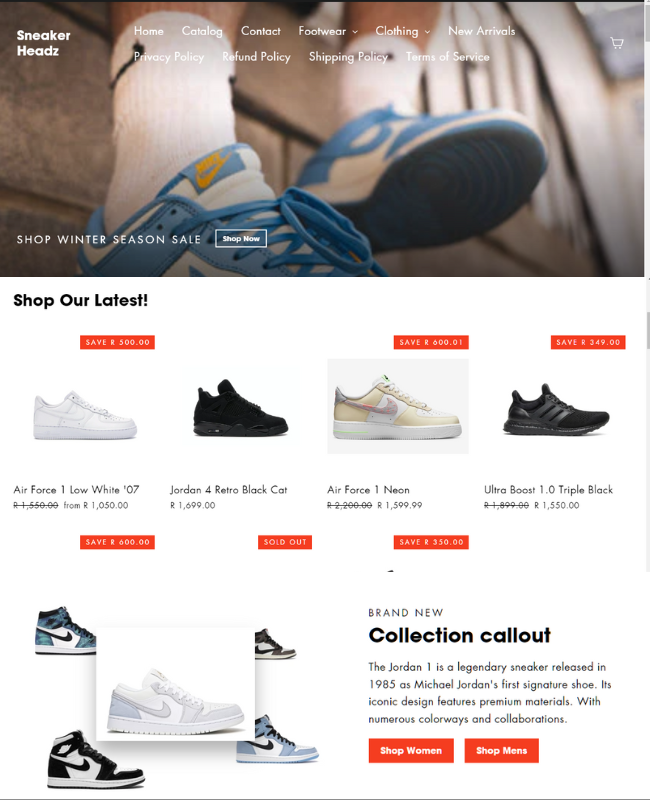 Sneaker
Headz
Home Catalog Contact Footwear Clothing New Arrivals
Privacy Policy Refund Policy Shipping Policy Terms of Service
NIKE
SHOP WINTER SEASON SALE Shop Now
Shop Our Latest!
SAVE R 500.00 SAVE R 600.01 SAVE R 349.00
Air Force 1 Low White '07 Jordan 4 Retro Black Cat Air Force 1 Neon Ultra Boost 1.0 Triple Black
R 1,550.00 from R 1,050.00 R 1,699.00 R 2,200.00 R 1,599.99 R 1,899.00 R 1,550.00
SAVE R 600.00 SOLD OUT SAVE R 350.00
BRAND NEW
Collection callout
The Jordan 1 is a legendary sneaker released in
1985 as Michael Jordan's first signature shoe. Its
iconic design features premium materials. With
numerous colorways and collaborations.
Shop Women Shop Mens